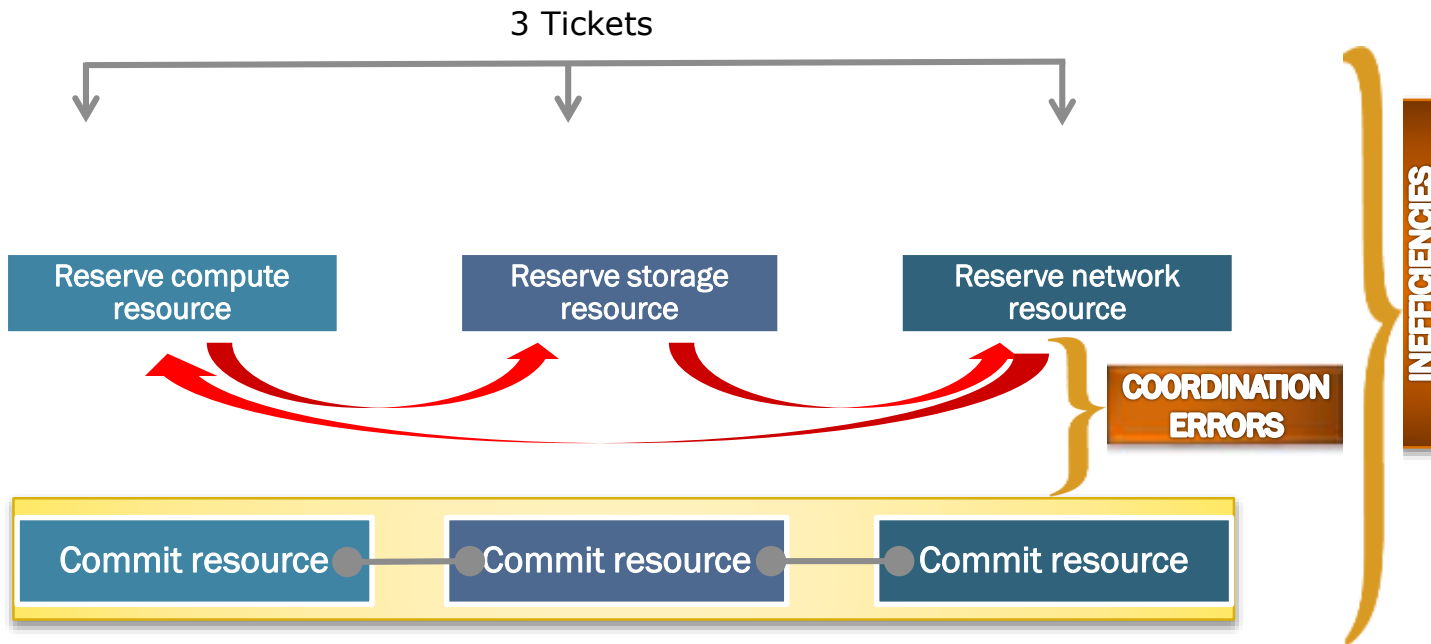 3 Tickets
Reserve compute
resource
Reserve storage
resource
Reserve network
resource
COORDINATION
ERRORS
INEFFICIENCIES
Commit resource
Commit resource
Commit resource